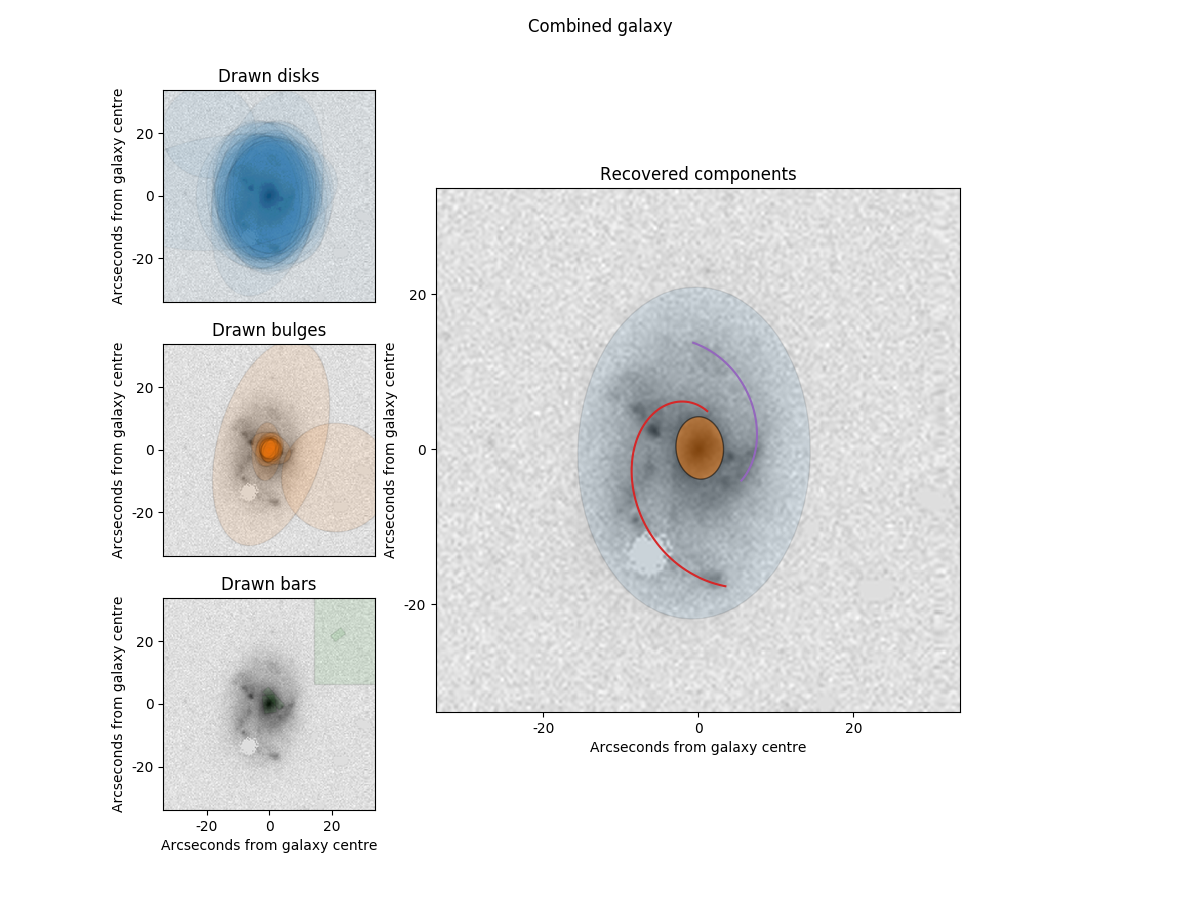 Combined galaxy
Drawn disks
Arcseconds from galaxy centre
20
0
-20
Drawn bulges
Arcseconds from galaxy centre
20
0
-20
Drawn bars
Arcseconds from galaxy centre
20
0
-20
-20 0 20
Arcseconds from galaxy centre
Recovered components
Arcseconds from galaxy centre
20
0
-20
-20 0 20
Arcseconds from galaxy centre